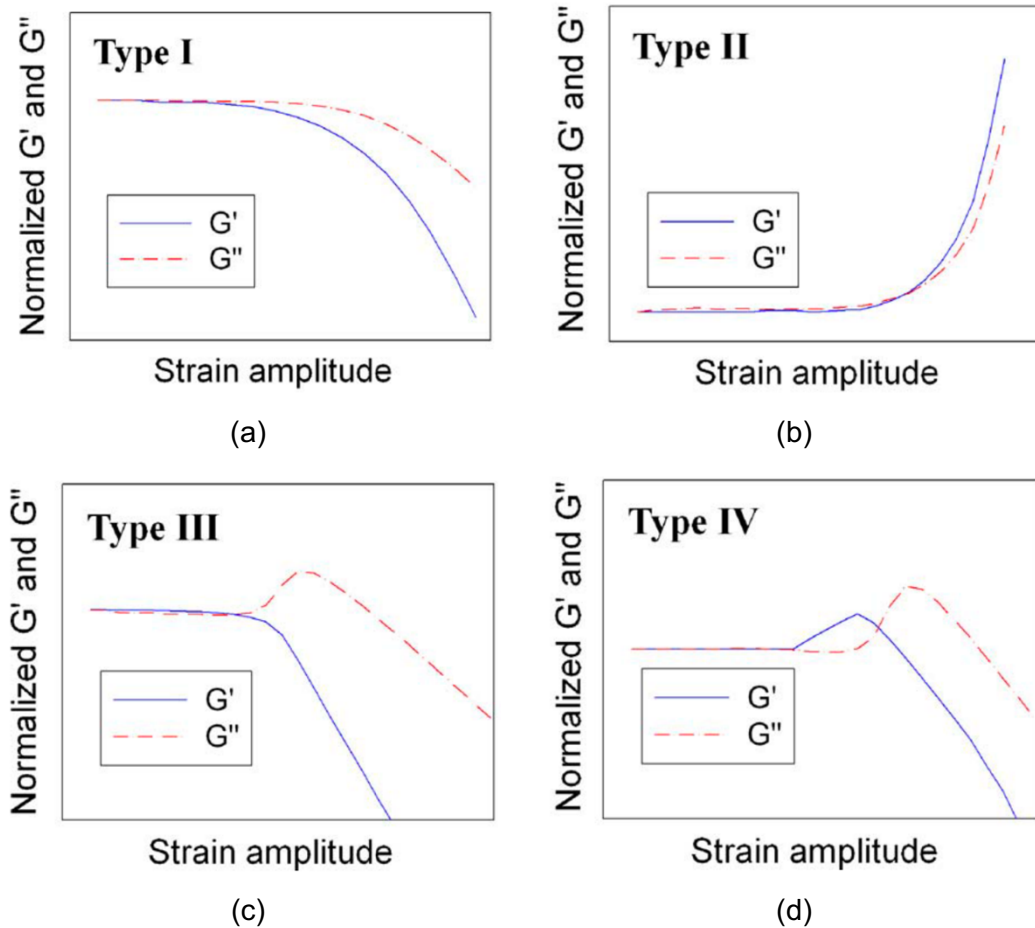 Type I
Normalized G' and G"
G'
G"
Strain amplitude
(a)
Type II
Normalized G' and G"
G'
G"
Strain amplitude
(b)
Type III
Normalized G' and G"
G'
G"
Strain amplitude
(c)
Type IV
Normalized G' and G"
G'
G"
Strain amplitude
(d)